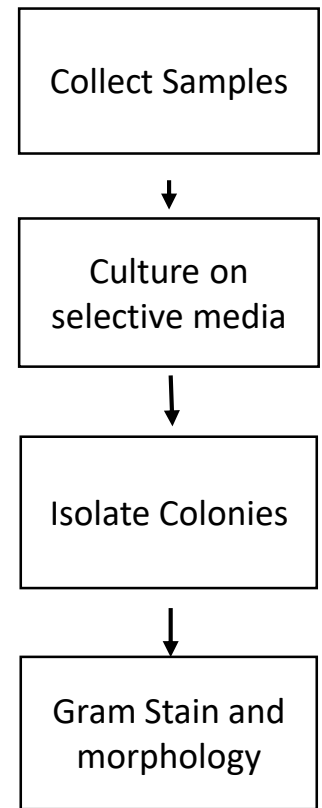 Collect Samples
Culture on
selective media
Isolate Colonies
Gram Stain and
morphology